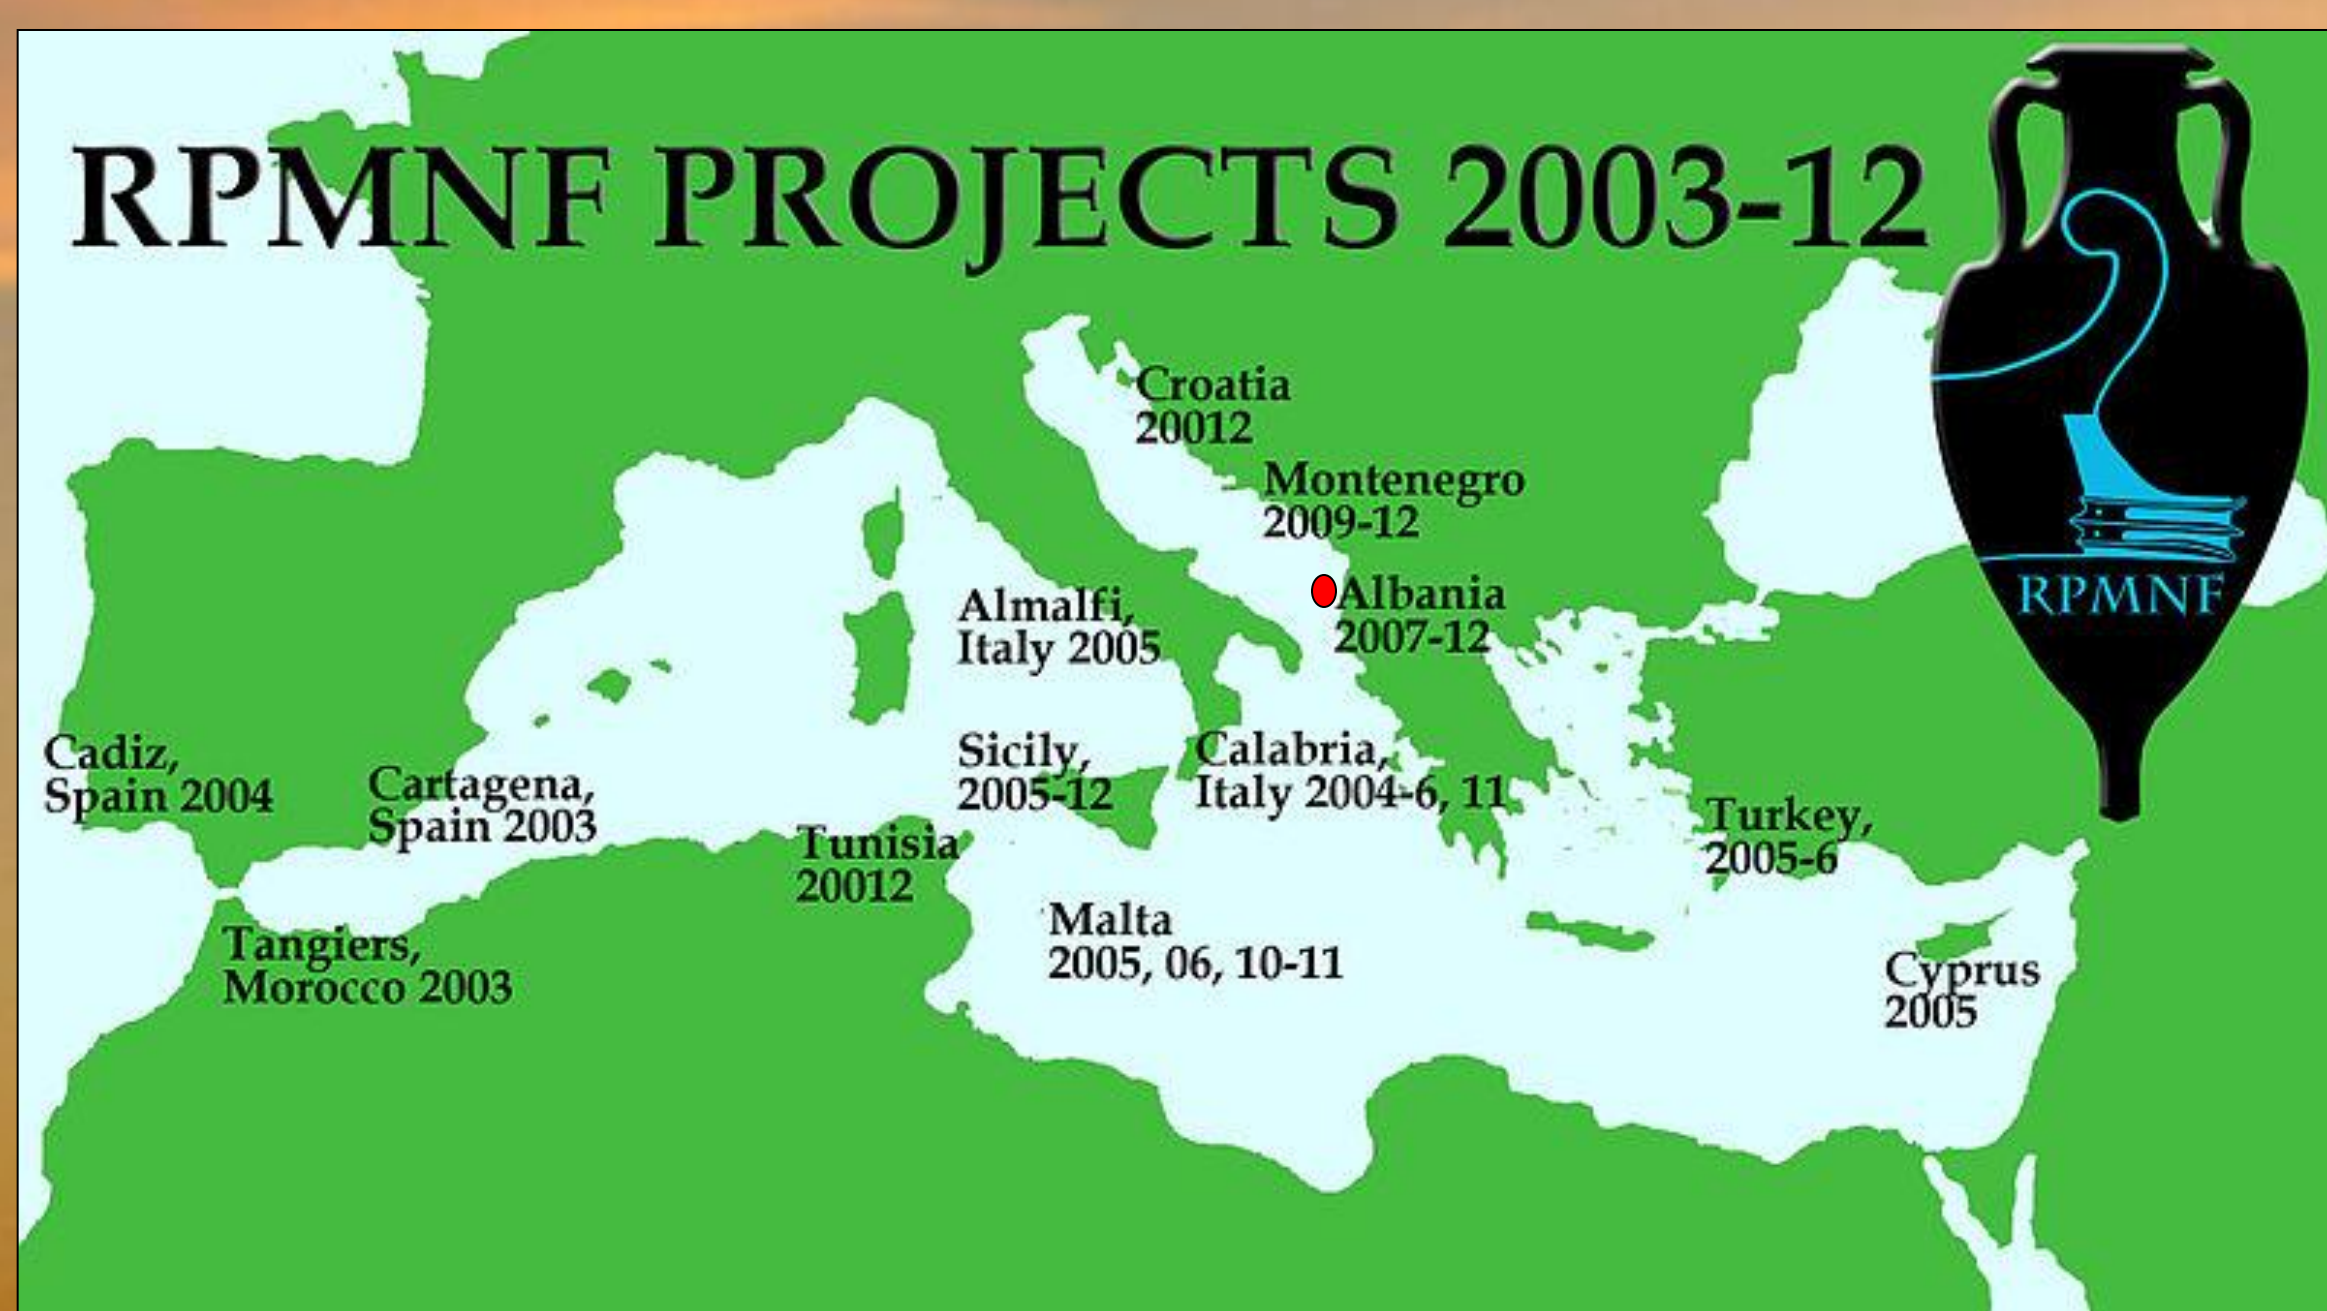 RPMNF PROJECTS 2003-12
RPMNF
Croatia
20012
Montenegro
2009-12
Albania
2007-12
Almalfi,
Italy 2005
Cadiz,
Spain 2004
Cartagena,
Spain 2003
Sicily,
2005-12
Calabria,
Italy 2004-6, 11
Tunisia
20012
Turkey,
2005-6
Malta
2005, 06, 10-11
Tangiers,
Morocco 2003
Cyprus
2005